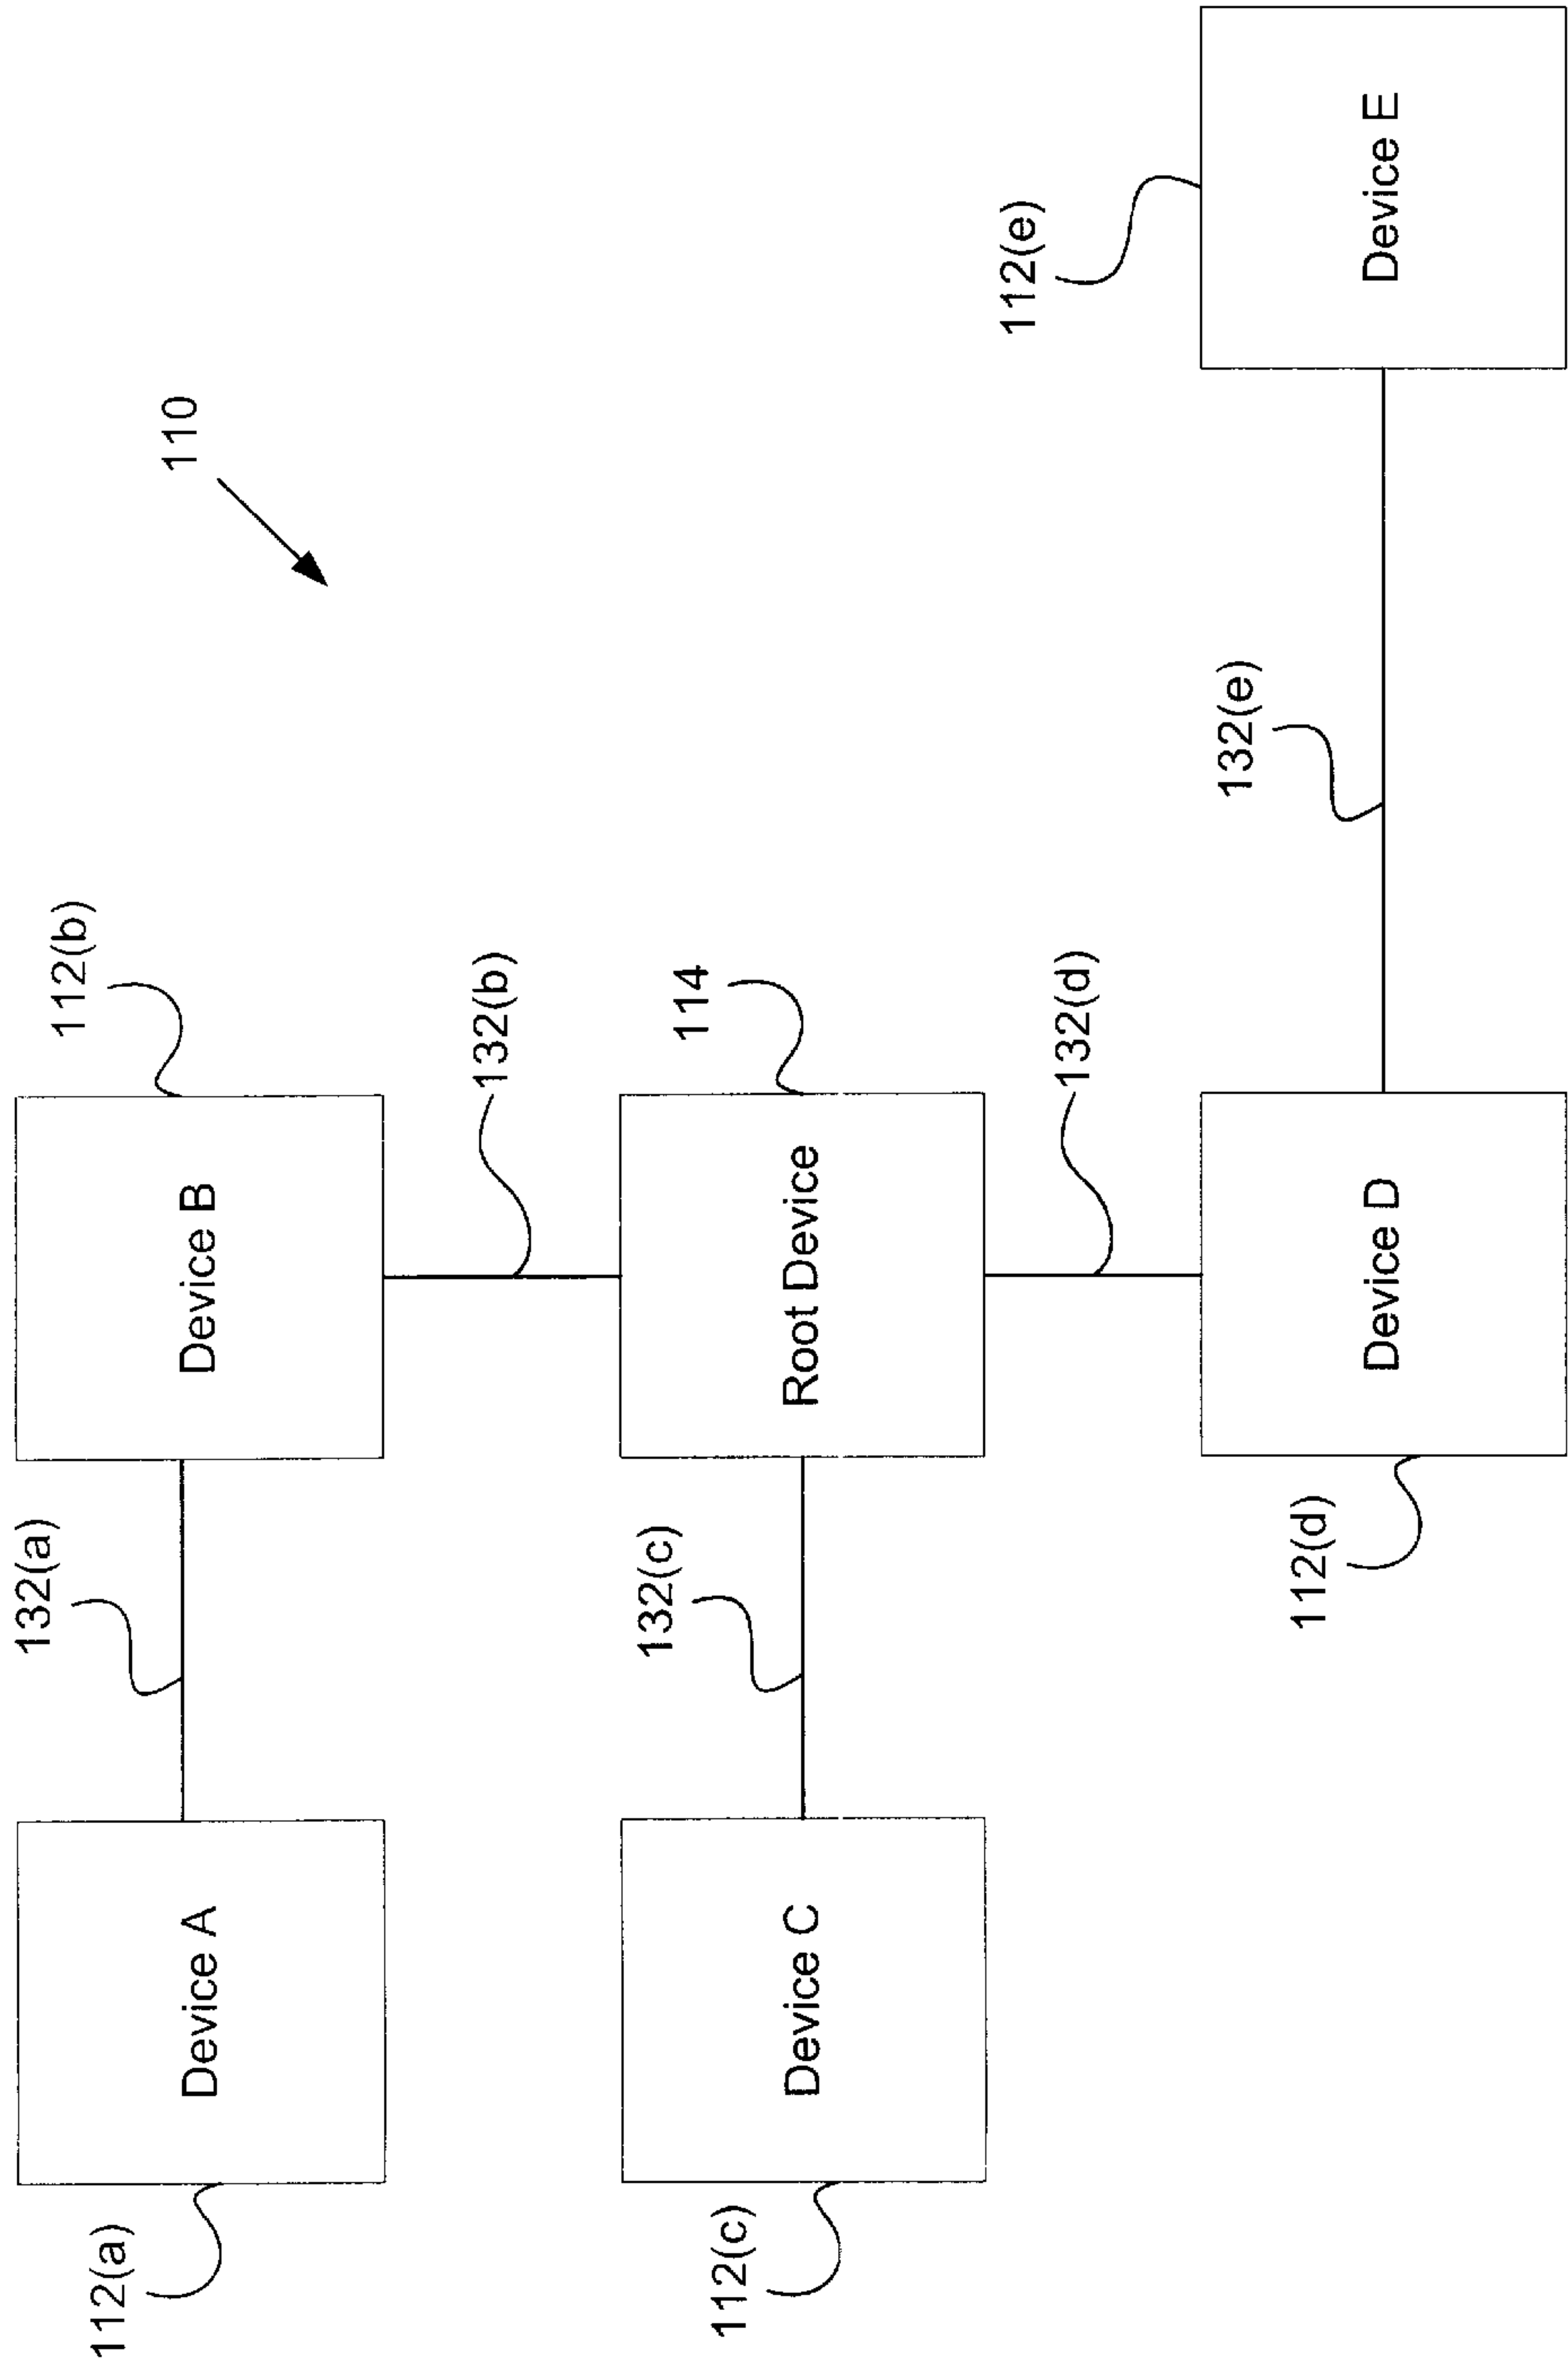 110
112(a)
Device A
132(a)
Device B
112(b)
132(b)
112(c)
Device C
132(c)
Root Device
114
132(d)
112(d)
Device D
132(e)
112(e)
Device E